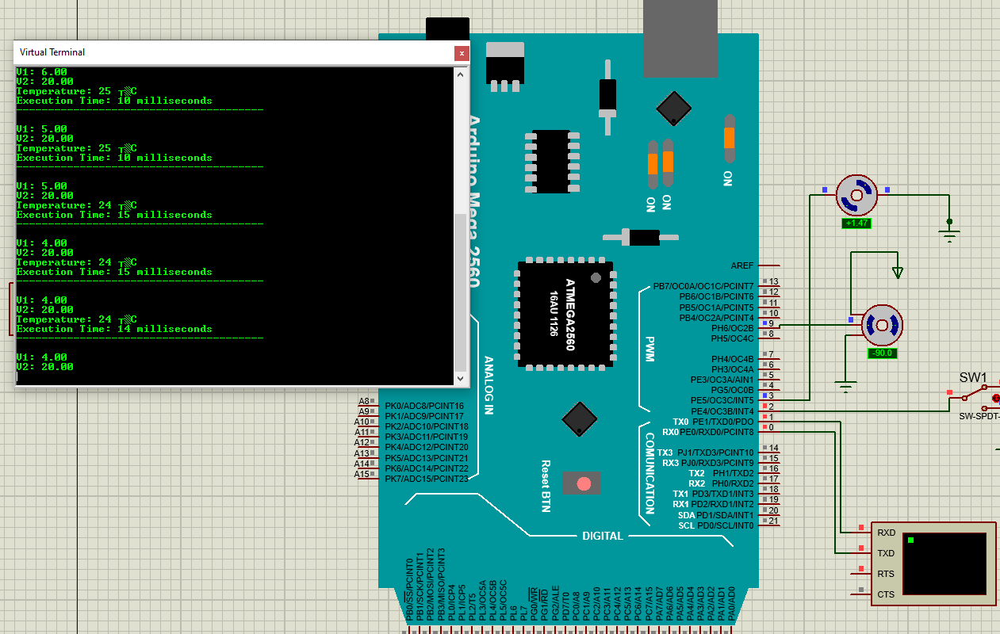 Virtual Terminal
V1: 6.00
V2: 20.00
Temperature: 25 ┬░C
Execution Time: 10 milliseconds
---------------------------------------
V1: 5.00
V2: 20.00
Temperature: 25 ┬░C
Execution Time: 10 milliseconds
---------------------------------------
V1: 5.00
V2: 20.00
Temperature: 24 ┬░C
Execution Time: 15 milliseconds
---------------------------------------
V1: 4.00
V2: 20.00
Temperature: 24 ┬░C
Execution Time: 15 milliseconds
---------------------------------------
V1: 4.00
V2: 20.00
Temperature: 24 ┬░C
Execution Time: 14 milliseconds
---------------------------------------
V1: 4.00
V2: 20.00
Arduino Mega 2560
ON
ON
ON
ATMEGA2560
16AU 1126
+1.47
-90.0
AREF
PB7/OC0A/OC1C/PCINT7 13
PB6/OC1B/PCINT6 12
PB5/OC1A/PCINT5 11
PB4/OC2A/PCINT4 10
PH6/OC2B 9
PH5/OC4C 8
PH4/OC4B 7
PH3/OC4A 6
PE3/OC3A/AIN1 5
PG5/OC0B 4
PE5/OC3C/INT5 3
PE4/OC3B/INT4 2
TX0 PE1/TXD0/PDO 1
RX0 PE0/RXD0/PCINT8 0
PWM
SW1
SW-SPDT-
ANALOG IN
A8 PK0/ADC8/PCINT16
A9 PK1/ADC9/PCINT17
A10 PK2/ADC10/PCINT18
A11 PK3/ADC11/PCINT19
A12 PK4/ADC12/PCINT20
A13 PK5/ADC13/PCINT21
A14 PK6/ADC14/PCINT22
A15 PK7/ADC15/PCINT23
TX3 PJ1/TXD3/PCINT10 14
RX3 PJ0/RXD3/PCINT9 15
TX2 PH1/TXD2 16
RX2 PH0/RXD2 17
TX1 PD3/TXD1/INT3 18
RX1 PD2/RXD1/INT2 19
SDA PD1/SDA/INT1 20
SCL PD0/SCL/INT0 21
COMUNICATION
Reset BTN
DIGITAL
RXD
TXD
RTS
CTS
PB0/SS/PCINT0
PB1/SCK/PCINT1
PB2/MOSI/PCINT2
PB3/MISO/PCINT3
PL0/ICP4
PL1/ICP5
PL2/T5
PL3/OC5A
PL4/OC5B
PL5/OC5C
PL6
PL7
PG0/WR
PG1/RD
PG2/ALE
PD7/T0
PC0/A8
PC1/A9
PC2/A10
PC3/A11
PC4/A12
PC5/A13
PC6/A14
PC7/A15
PA7/AD7
PA6/AD6
PA5/AD5
PA4/AD4
PA3/AD3
PA2/AD2
PA1/AD1
PA0/AD0